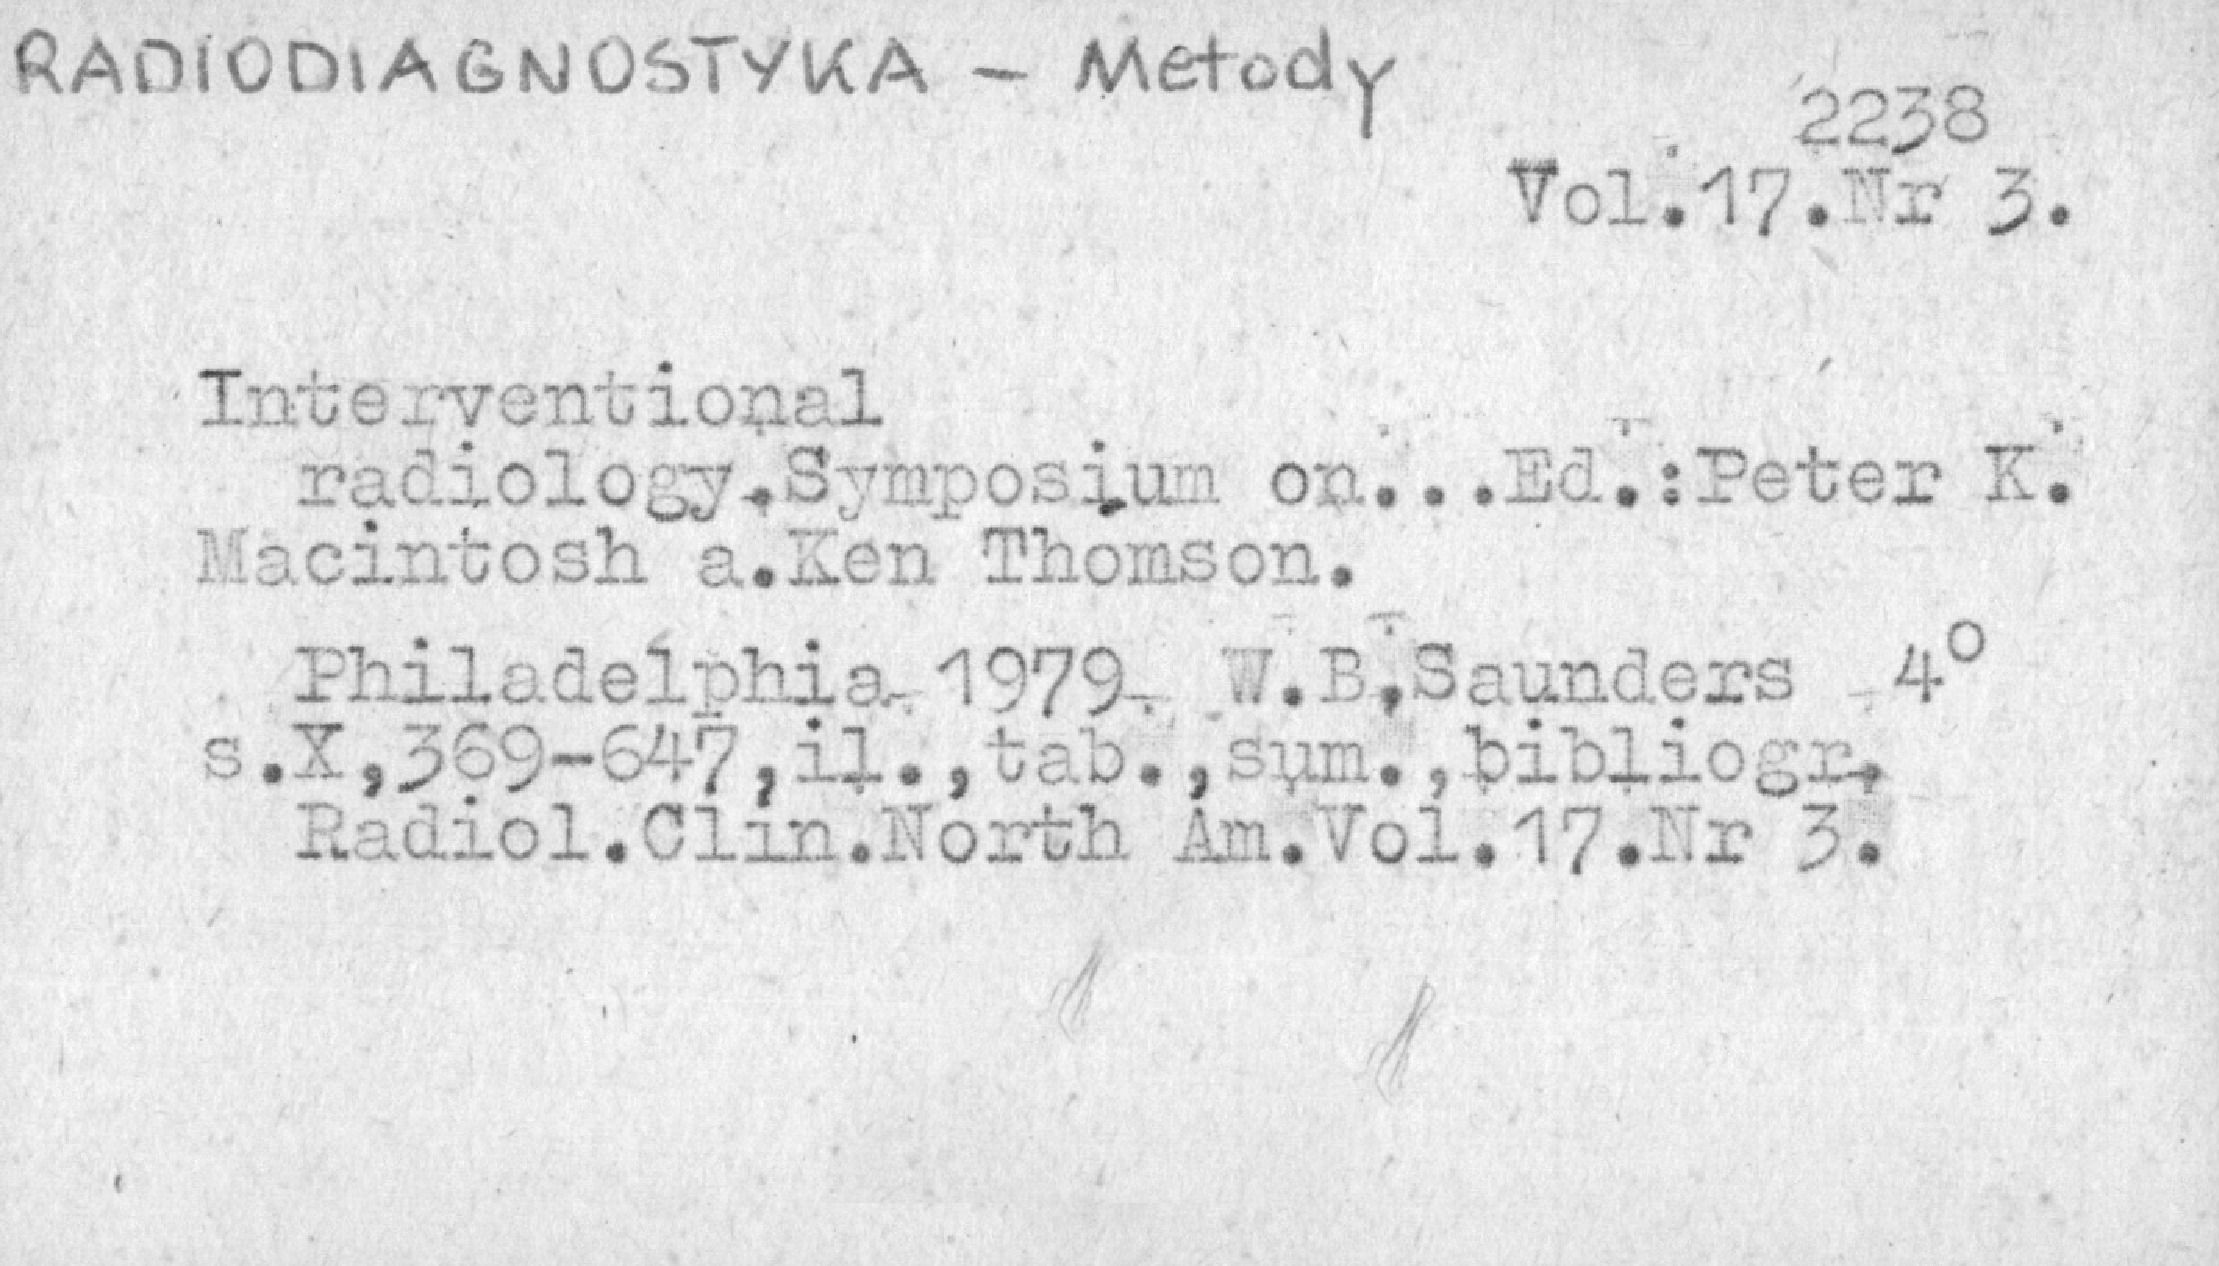 RADIODIAGNOSTYKA - Metody
2238
Vol.17.Nr 3.
Interventional
radiology.Symposium on...Ed.:Peter K.
Macintosh a.Ken Thomson.
Philadelphia 1979 W.B.Saunders 4°
s.X,369-647,il.,tab.,sum.,bibliogr.
Radiol.Clin.North Am.Vol.17.Nr 3.